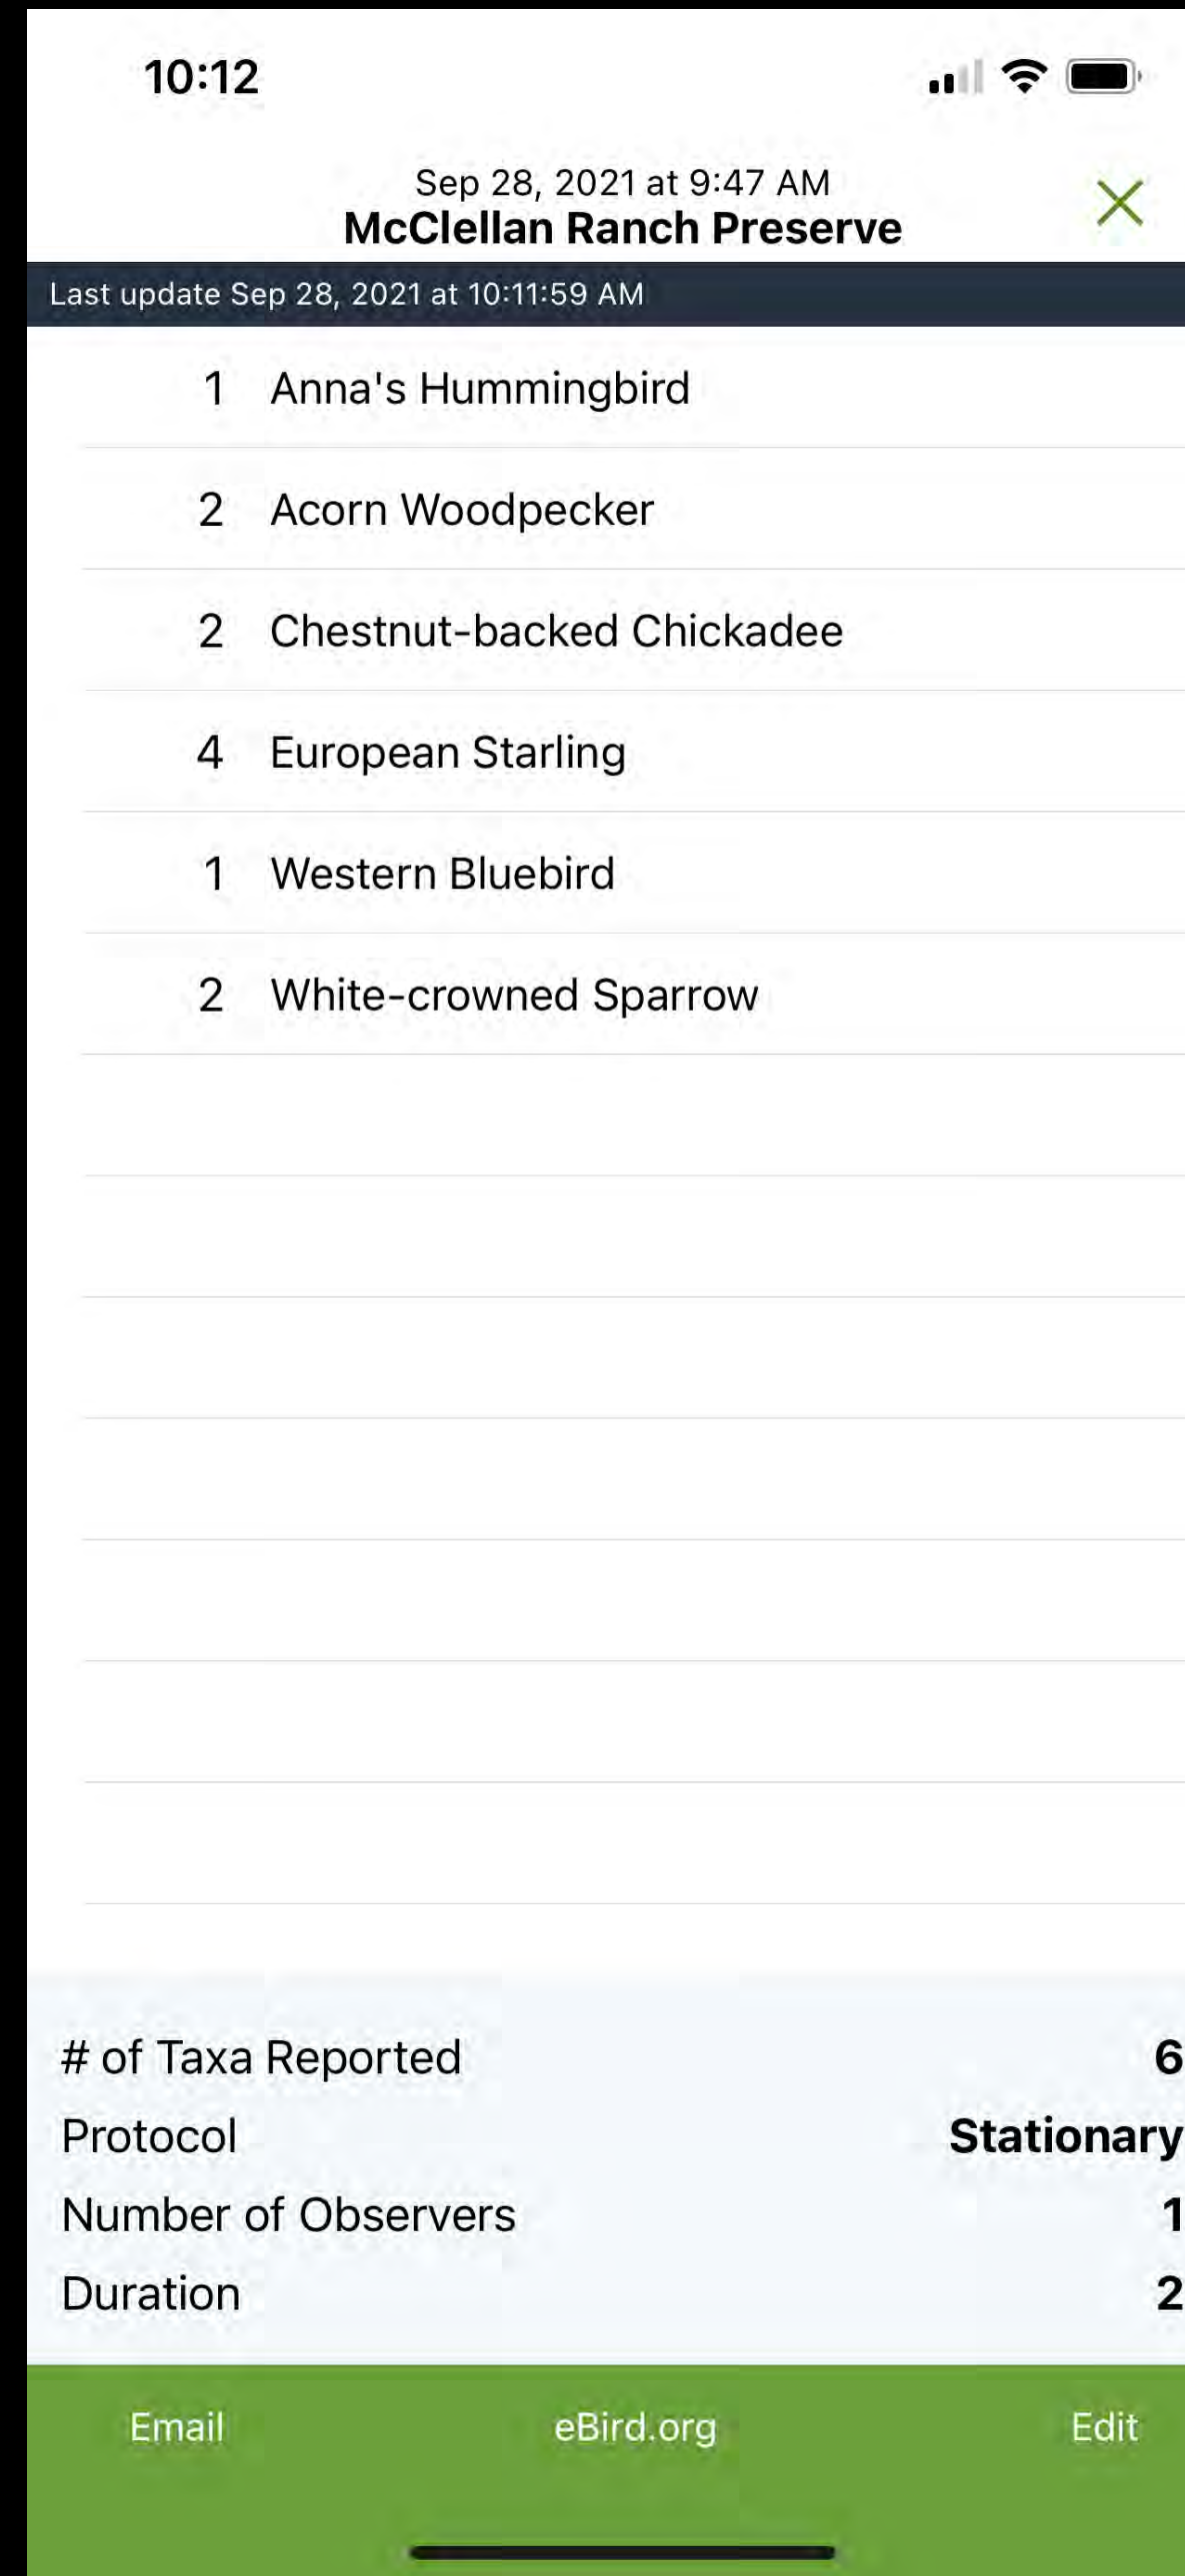 10:12
Sep 28, 2021 at 9:47 AM
McClellan Ranch Preserve
Last update Sep 28, 2021 at 10:11:59 AM
1 Anna's Hummingbird
2 Acorn Woodpecker
2 Chestnut-backed Chickadee
4 European Starling
1 Western Bluebird
2 White-crowned Sparrow
# of Taxa Reported 6
Protocol Stationary
Number of Observers 1
Duration 2
Email eBird.org Edit